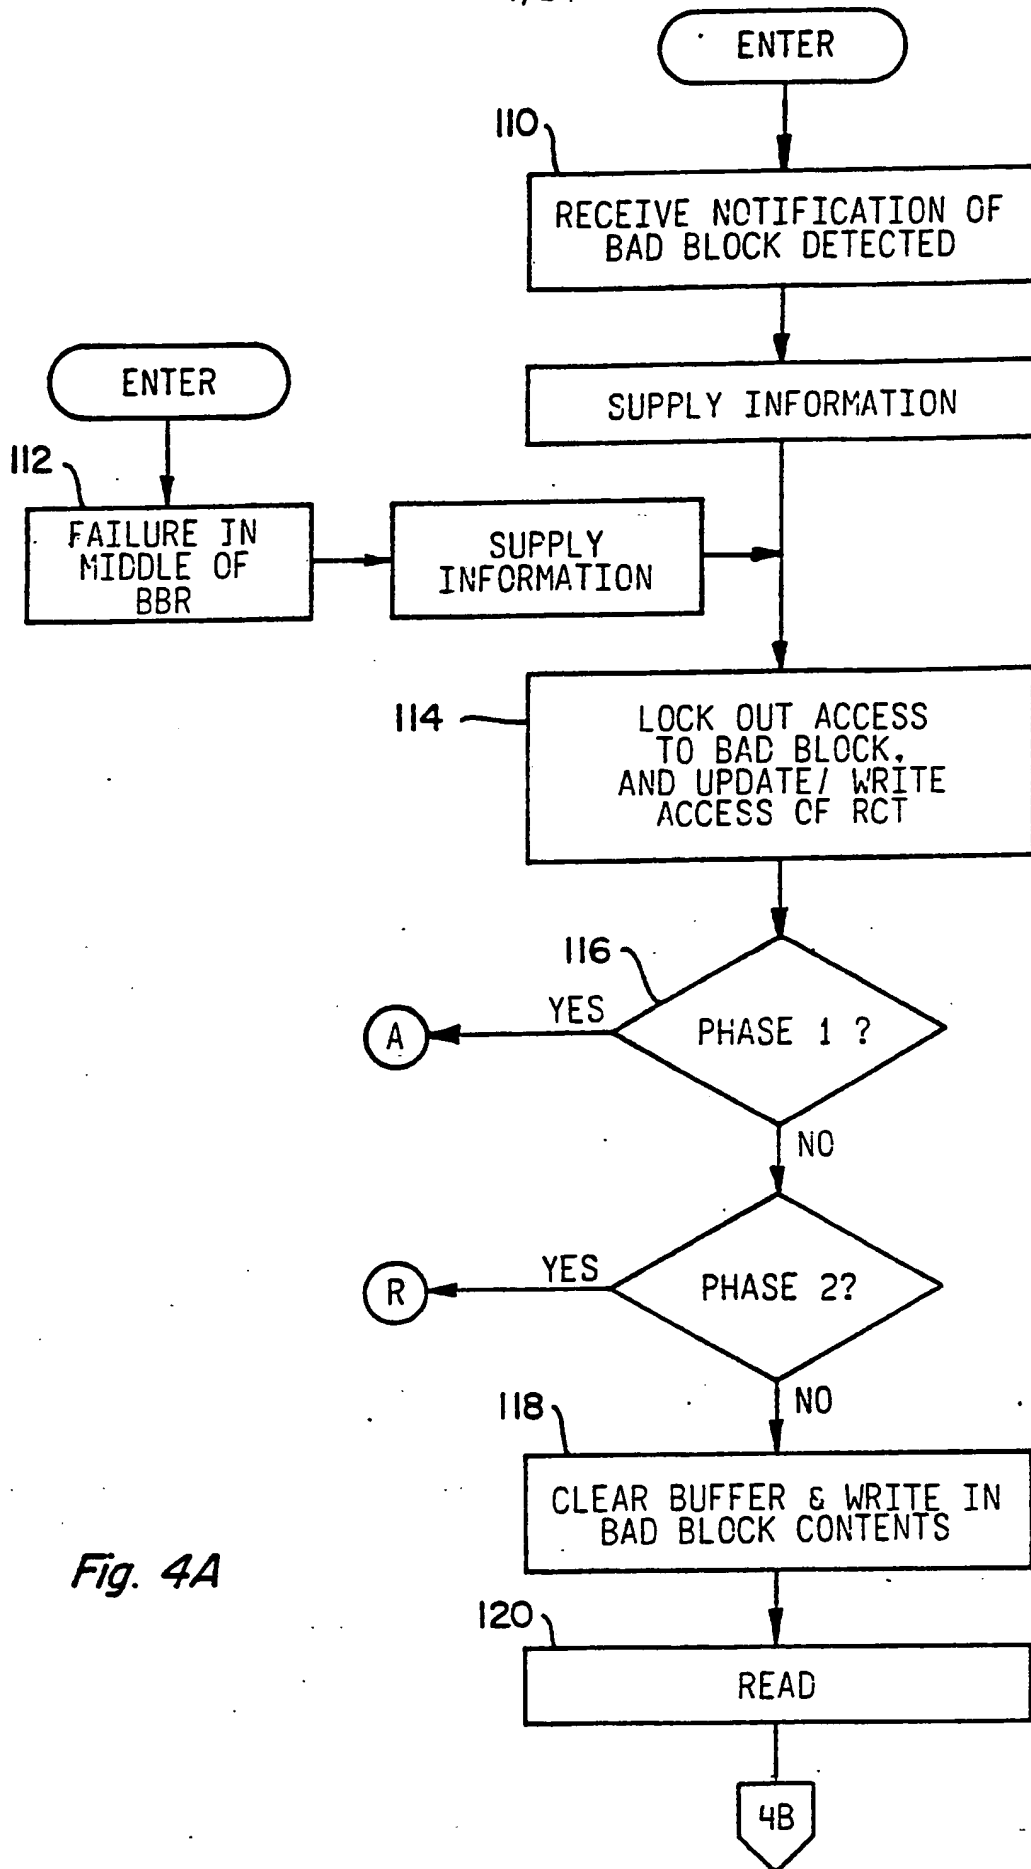 ENTER
110
RECEIVE NOTIFICATION OF
BAD BLOCK DETECTED
SUPPLY INFORMATION
ENTER
112
FAILURE IN
MIDDLE OF
BBR
SUPPLY
INFORMATION
114
LOCK OUT ACCESS
TO BAD BLOCK,
AND UPDATE/ WRITE
ACCESS OF RCT
116
YES
A
PHASE 1 ?
NO
YES
R
PHASE 2?
NO
118
CLEAR BUFFER & WRITE IN
BAD BLOCK CONTENTS
Fig. 4A
120
READ
4B